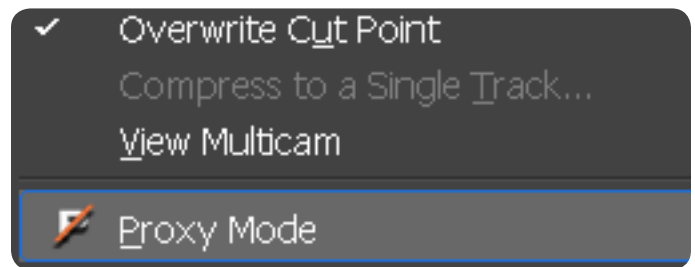 Overwrite Cut Point
Compress to a Single Track...
View Multicam
Proxy Mode